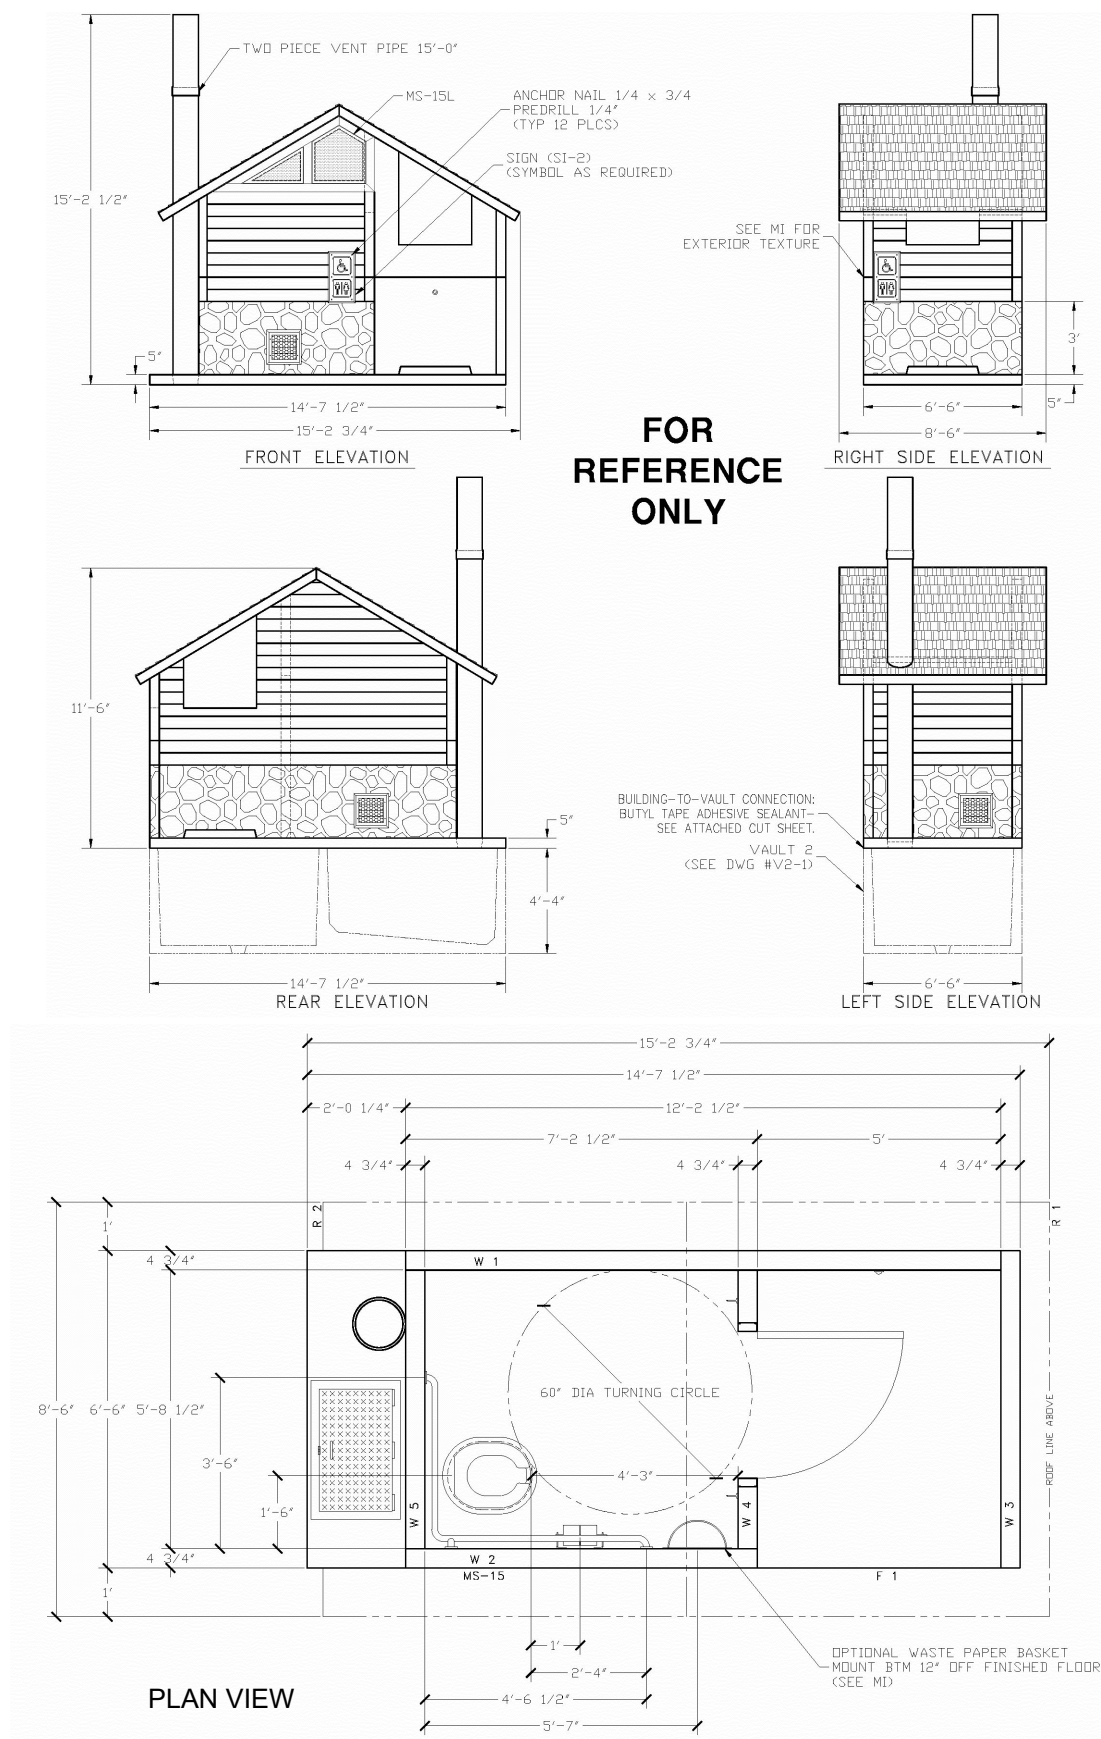 TWO PIECE VENT PIPE 15'-0"
MS-15L
ANCHOR NAIL 1/4 x 3/4
PREDRILL 1/4"
(TYP 12 PLCS)
SIGN (SI-2)
(SYMBOL AS REQUIRED)
15'-2 1/2"
5"
14'-7 1/2"
15'-2 3/4"
FRONT ELEVATION
SEE MI FOR
EXTERIOR TEXTURE
3'
5"
6'-6"
8'-6"
RIGHT SIDE ELEVATION
FOR
REFERENCE
ONLY
11'-6"
5"
4'-4"
14'-7 1/2"
REAR ELEVATION
BUILDING-TO-VAULT CONNECTION:
BUTYL TAPE ADHESIVE SEALANT-
SEE ATTACHED CUT SHEET.
VAULT 2
(SEE DWG #V2-1)
6'-6"
LEFT SIDE ELEVATION
15'-2 3/4"
14'-7 1/2"
2'-0 1/4"
12'-2 1/2"
7'-2 1/2"
5'
4 3/4"
4 3/4"
4 3/4"
R 2
R 1
1'
4 3/4"
W 1
60" DIA TURNING CIRCLE
8'-6"
6'-6"
5'-8 1/2"
3'-6"
1'-6"
4'-3"
ROOF LINE ABOVE
W 5
W 4
W 3
4 3/4"
W 2
MS-15
F 1
1'
1'
2'-4"
4'-6 1/2"
5'-7"
OPTIONAL WASTE PAPER BASKET
MOUNT BTM 12" OFF FINISHED FLOOR
(SEE MI)
PLAN VIEW